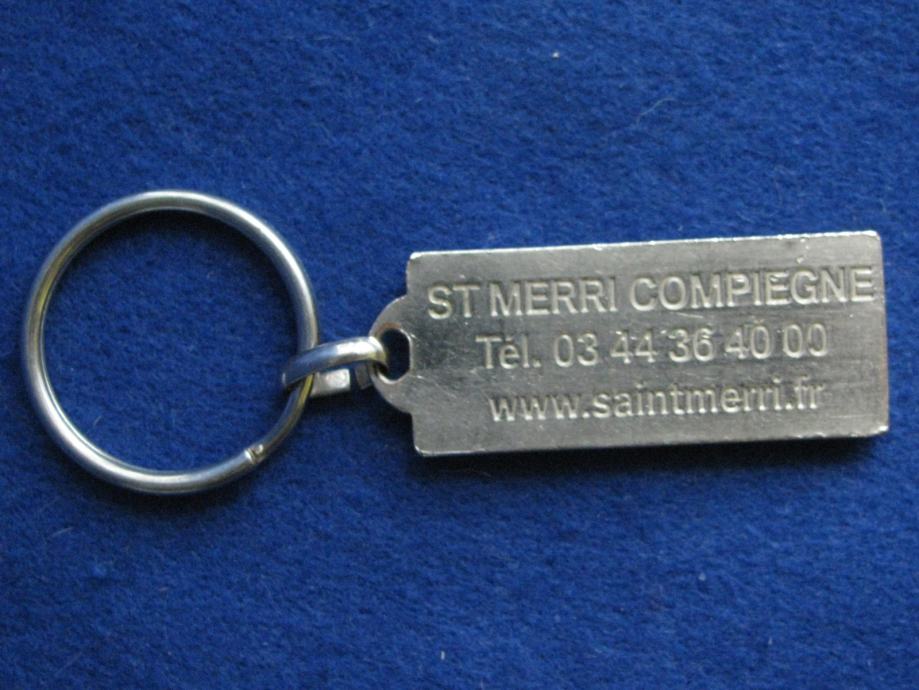 ST MERRI COMPIEGNE
Tél. 03 44 36 40 00
www.saintmerri.fr